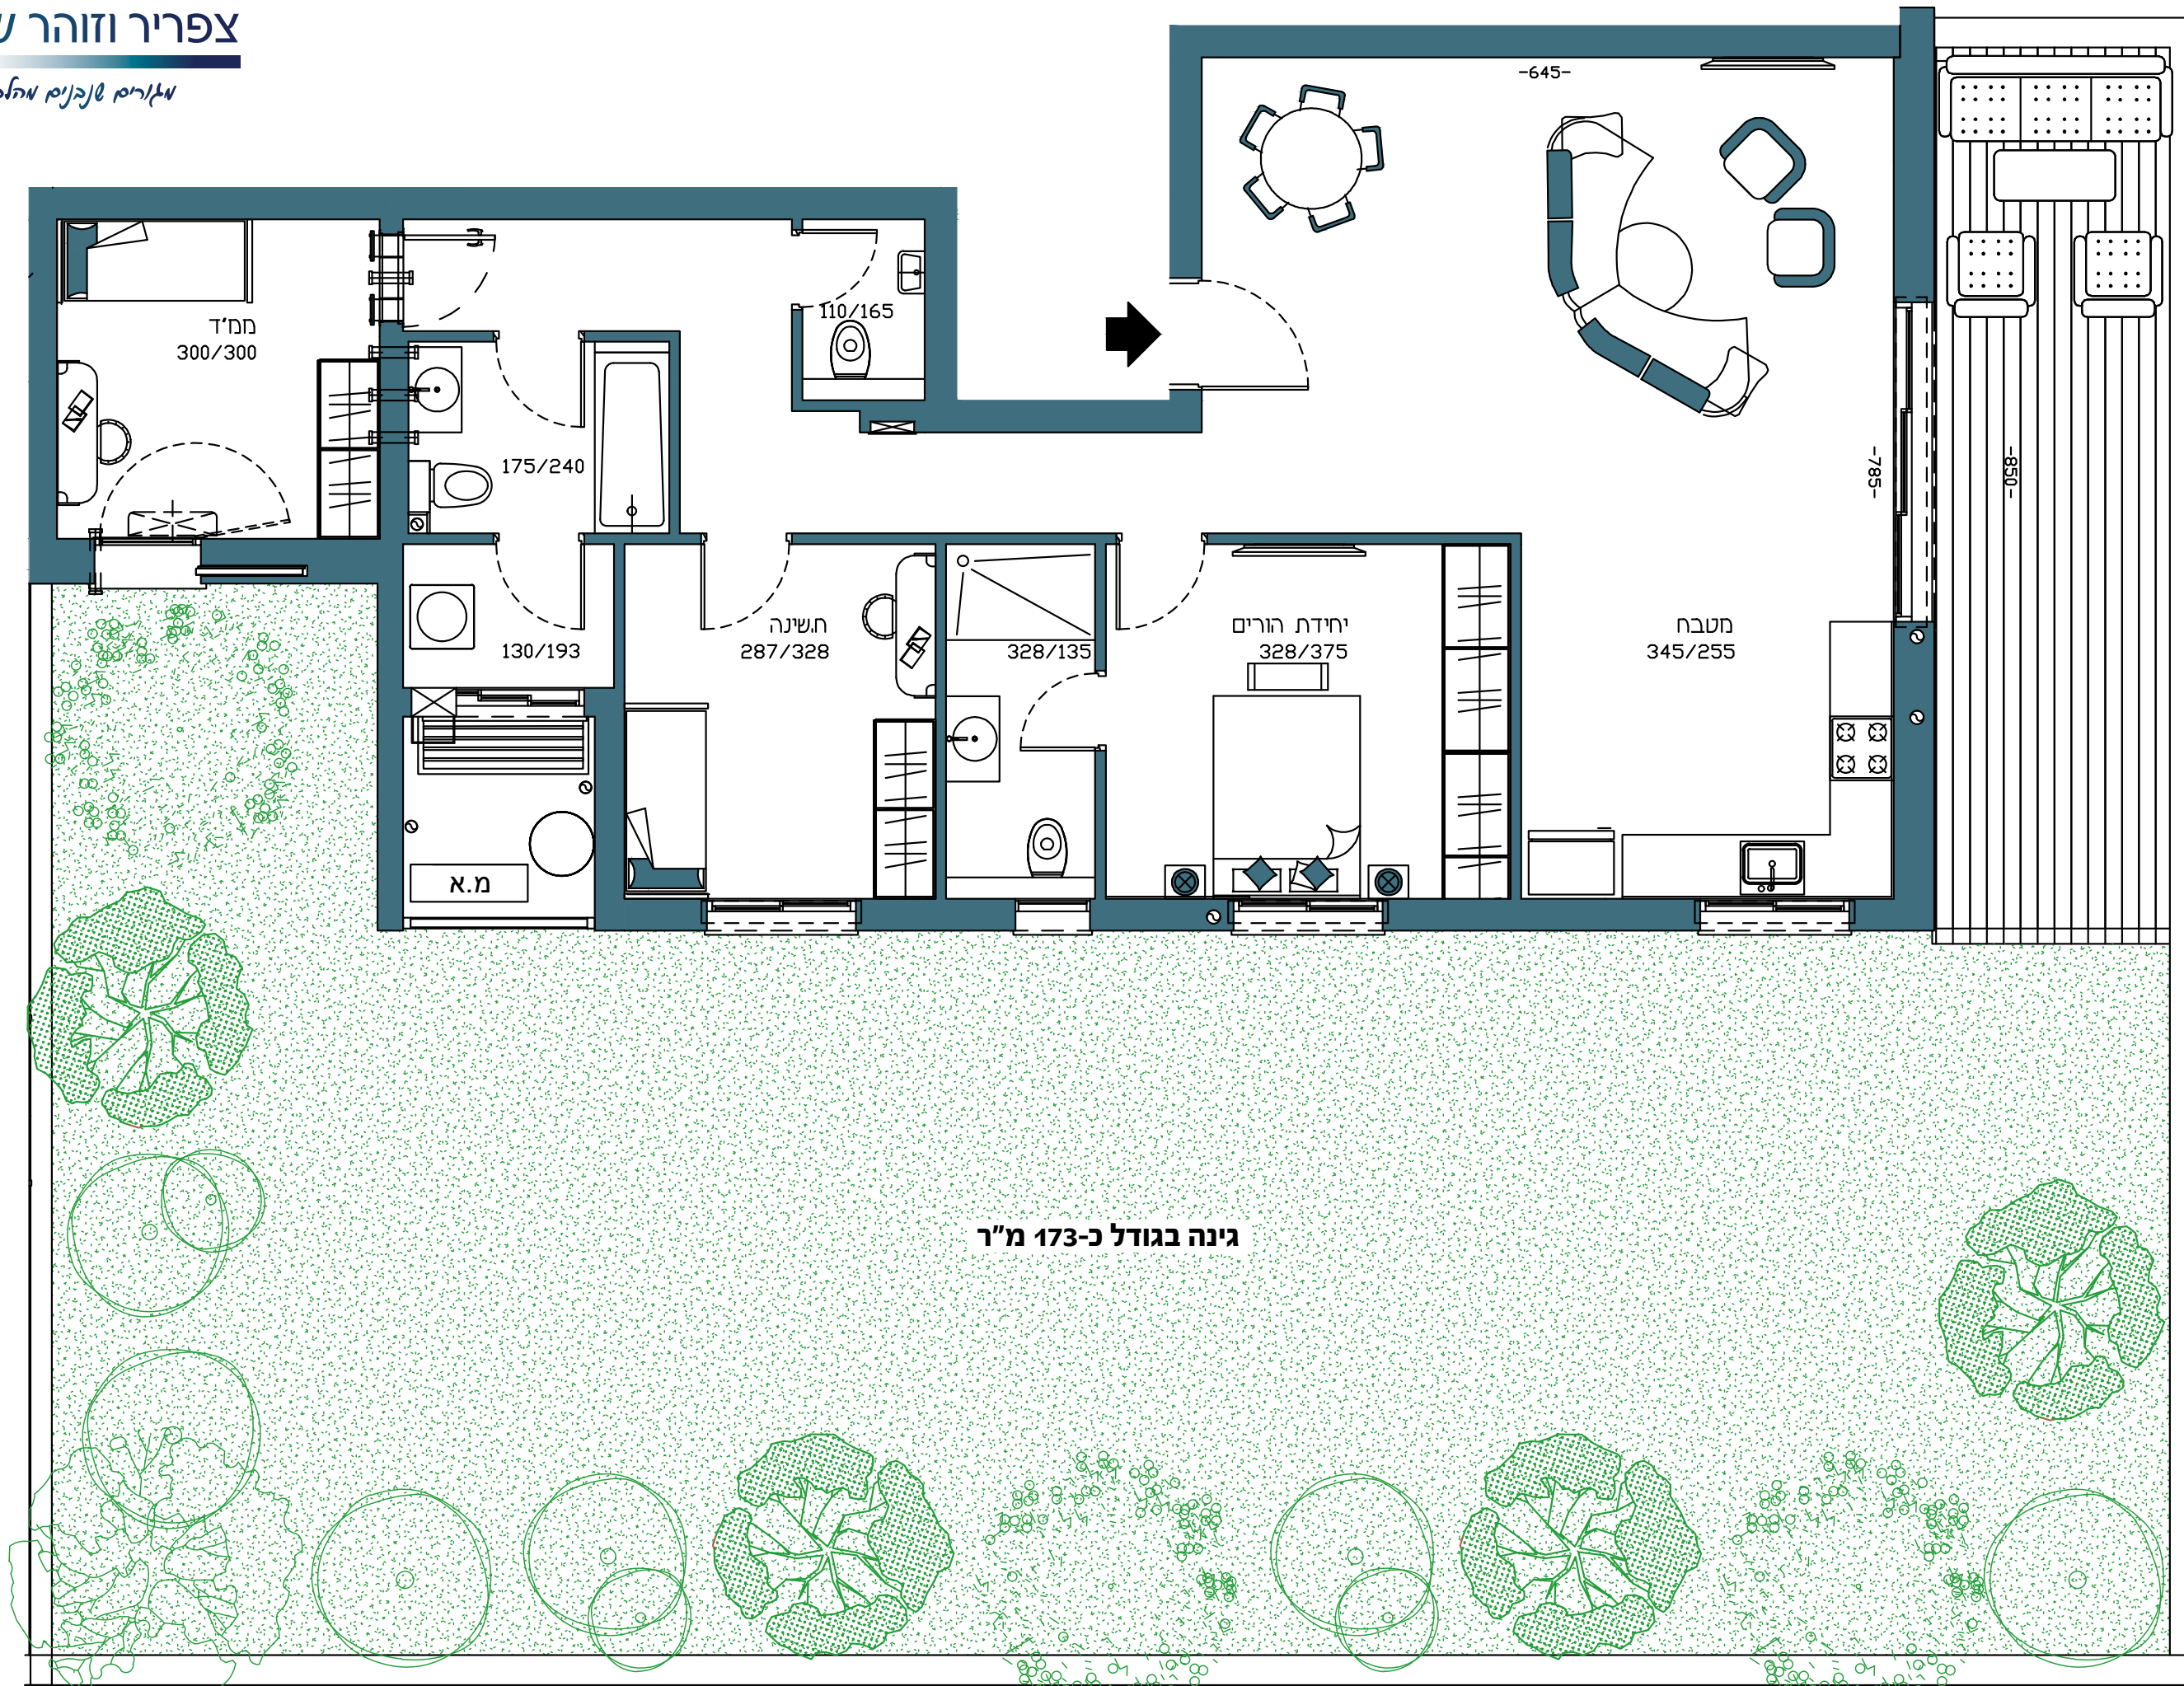 צפריר וזוהר
מגורים שנבנים
-645-
ממ'ד
300/300
110/165
175/240
-785-
-850-
130/193
ח.שינה
287/328
328/135
יחידת הורים
328/375
מטבח
345/255
מ.א
גינה בגודל כ-173 מ"ר